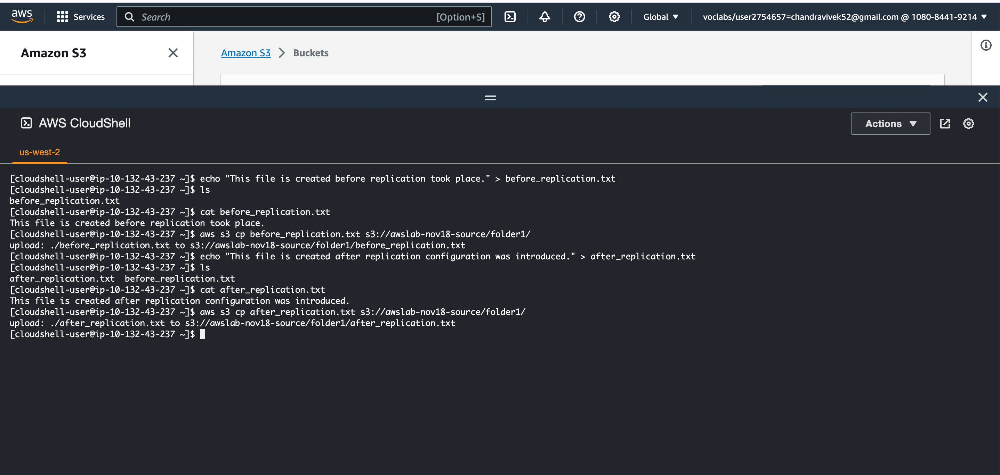 aws Services Search [Option+S] Global voclabs/user2754657=chandravivek52@gmail.com @ 1080-8441-9214
Amazon S3
Amazon S3 Buckets
AWS CloudShell
Actions
us-west-2
[cloudshell-user@ip-10-132-43-237 ~]$ echo "This file is created before replication took place." > before_replication.txt
[cloudshell-user@ip-10-132-43-237 ~]$ ls
before_replication.txt
[cloudshell-user@ip-10-132-43-237 ~]$ cat before_replication.txt
This file is created before replication took place.
[cloudshell-user@ip-10-132-43-237 ~]$ aws s3 cp before_replication.txt s3://awslab-nov18-source/folder1/
upload: ./before_replication.txt to s3://awslab-nov18-source/folder1/before_replication.txt
[cloudshell-user@ip-10-132-43-237 ~]$ echo "This file is created after replication configuration was introduced." > after_replication.txt
[cloudshell-user@ip-10-132-43-237 ~]$ ls
after_replication.txt  before_replication.txt
[cloudshell-user@ip-10-132-43-237 ~]$ cat after_replication.txt
This file is created after replication configuration was introduced.
[cloudshell-user@ip-10-132-43-237 ~]$ aws s3 cp after_replication.txt s3://awslab-nov18-source/folder1/
upload: ./after_replication.txt to s3://awslab-nov18-source/folder1/after_replication.txt
[cloudshell-user@ip-10-132-43-237 ~]$